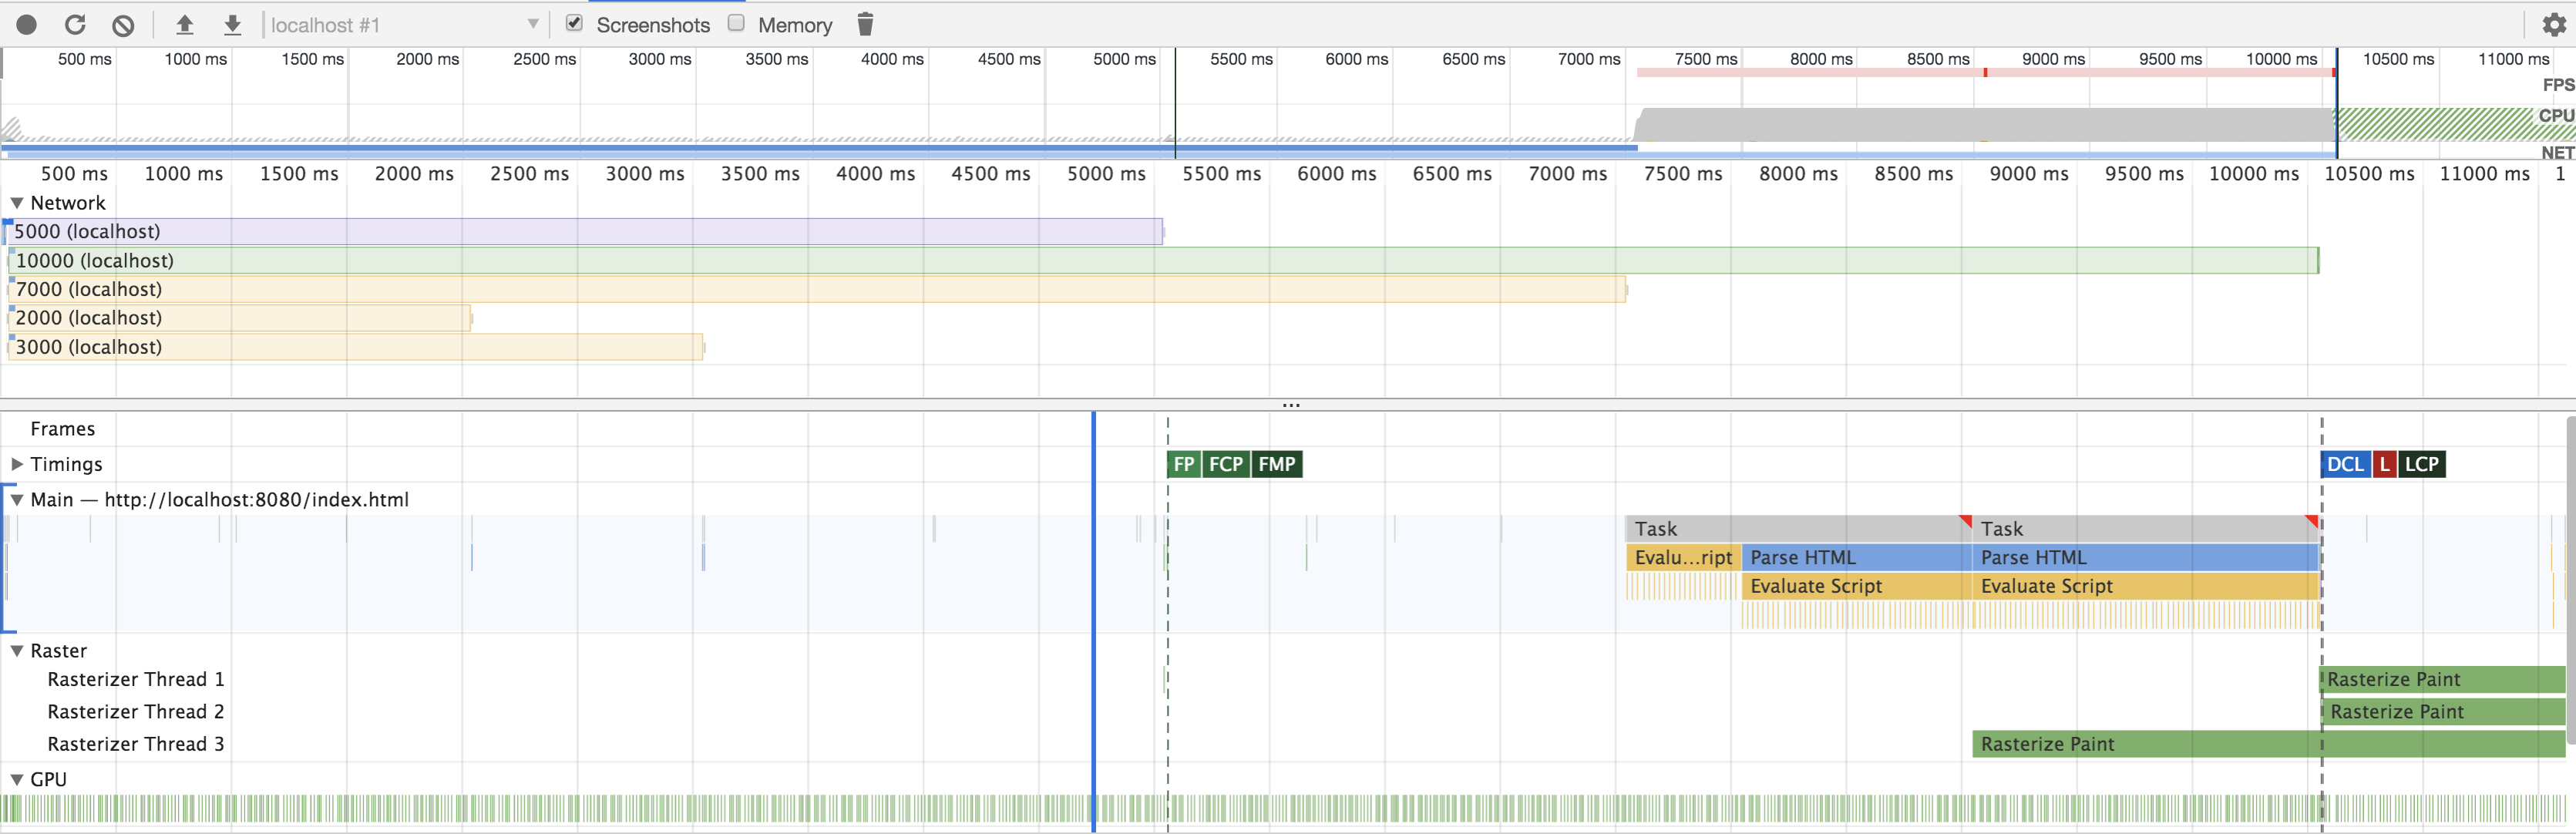 localhost #1 Screenshots Memory
500 ms 1000 ms 1500 ms 2000 ms 2500 ms 3000 ms 3500 ms 4000 ms 4500 ms 5000 ms 5500 ms 6000 ms 6500 ms 7000 ms 7500 ms 8000 ms 8500 ms 9000 ms 9500 ms 10000 ms 10500 ms 11000 ms
FPS
CPU
NET
500 ms 1000 ms 1500 ms 2000 ms 2500 ms 3000 ms 3500 ms 4000 ms 4500 ms 5000 ms 5500 ms 6000 ms 6500 ms 7000 ms 7500 ms 8000 ms 8500 ms 9000 ms 9500 ms 10000 ms 10500 ms 11000 ms 1
Network
5000 (localhost)
10000 (localhost)
7000 (localhost)
2000 (localhost)
3000 (localhost)
...
Frames
Timings FP FCP FMP DCL L LCP
Main — http://localhost:8080/index.html
Task Task
Evalu...ript Parse HTML Parse HTML
Evaluate Script Evaluate Script
Raster
Rasterizer Thread 1 Rasterize Paint
Rasterizer Thread 2 Rasterize Paint
Rasterizer Thread 3 Rasterize Paint
GPU